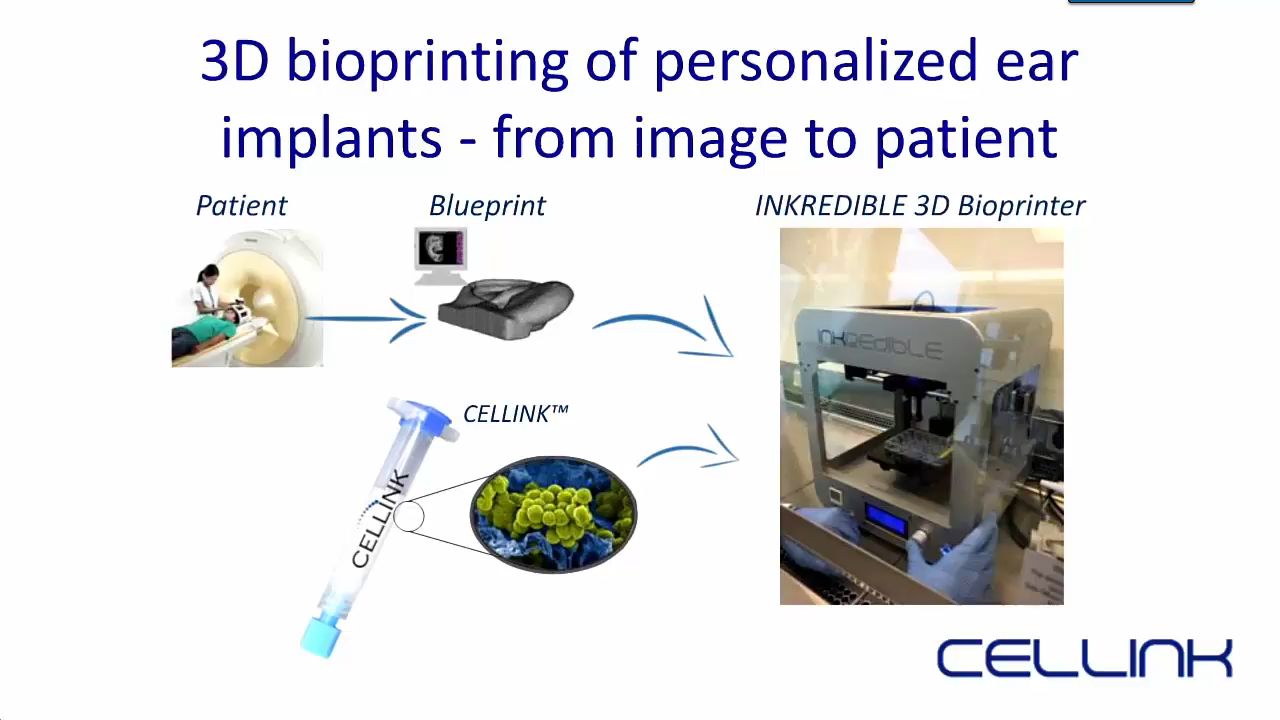 3D bioprinting of personalized ear
implants - from image to patient
Patient
Blueprint
INKREDIBLE 3D Bioprinter
INKREDIBLE
CELLINK™
CELLINK
CELLINK